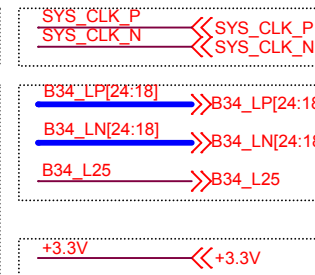 SYS_CLK_P SYS_CLK_P
SYS_CLK_N SYS_CLK_N
B34_LP[24:18] B34_LP[24:18
B34_LN[24:18] B34_LN[24:18
B34_L25 B34_L25
+3.3V +3.3V